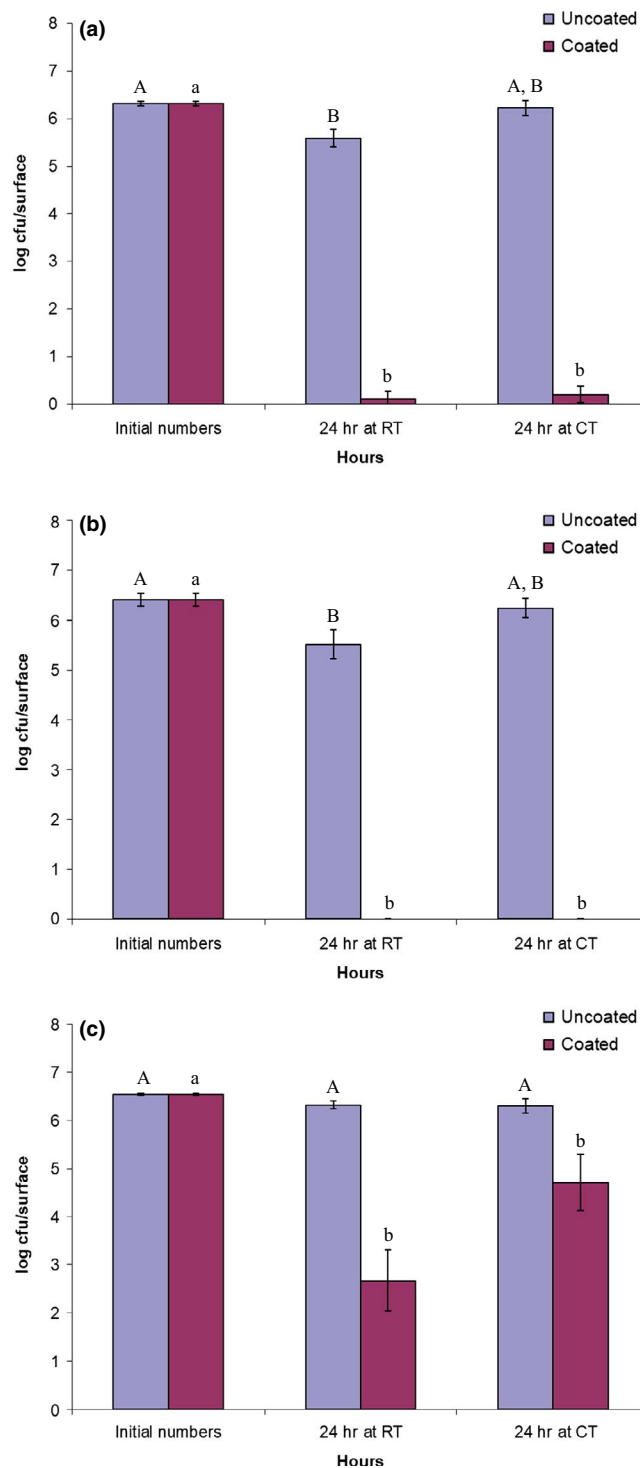 (a)
Uncoated
Coated
8
7
6
5
4
3
2
1
0
log cfu/surface
A a
B
b
A, B
b
Initial numbers 24 hr at RT 24 hr at CT
Hours
(b)
Uncoated
Coated
8
7
6
5
4
3
2
1
0
log cfu/surface
A a
B
b
A, B
b
Initial numbers 24 hr at RT 24 hr at CT
Hours
(c)
Uncoated
Coated
8
7
6
5
4
3
2
1
0
log cfu/surface
A a
A
b
A
b
Initial numbers 24 hr at RT 24 hr at CT
Hours